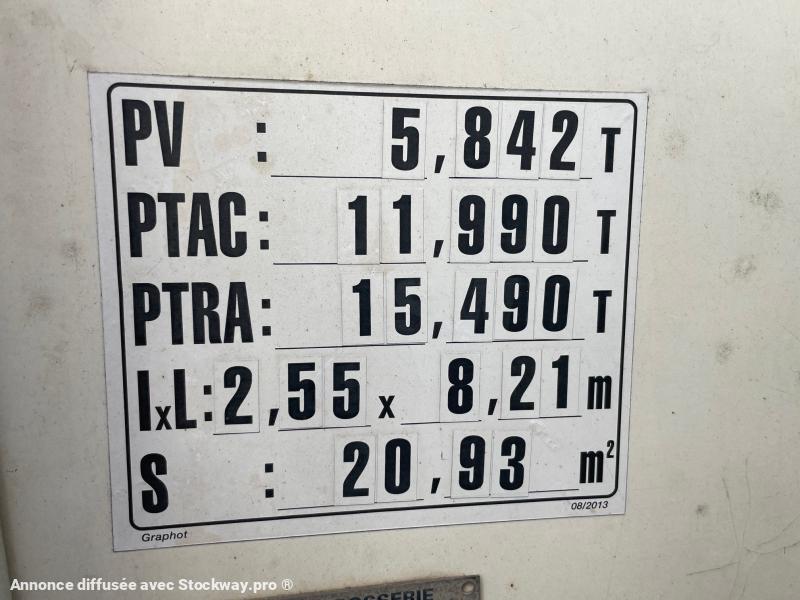 PV : 5,842 T
PTAC: 11,990 T
PTRA: 15,490 T
lxL: 2,55 x 8,21 m
S : 20,93 m²
08/2013
Graphot
Annonce diffusée avec Stockway.pro ®